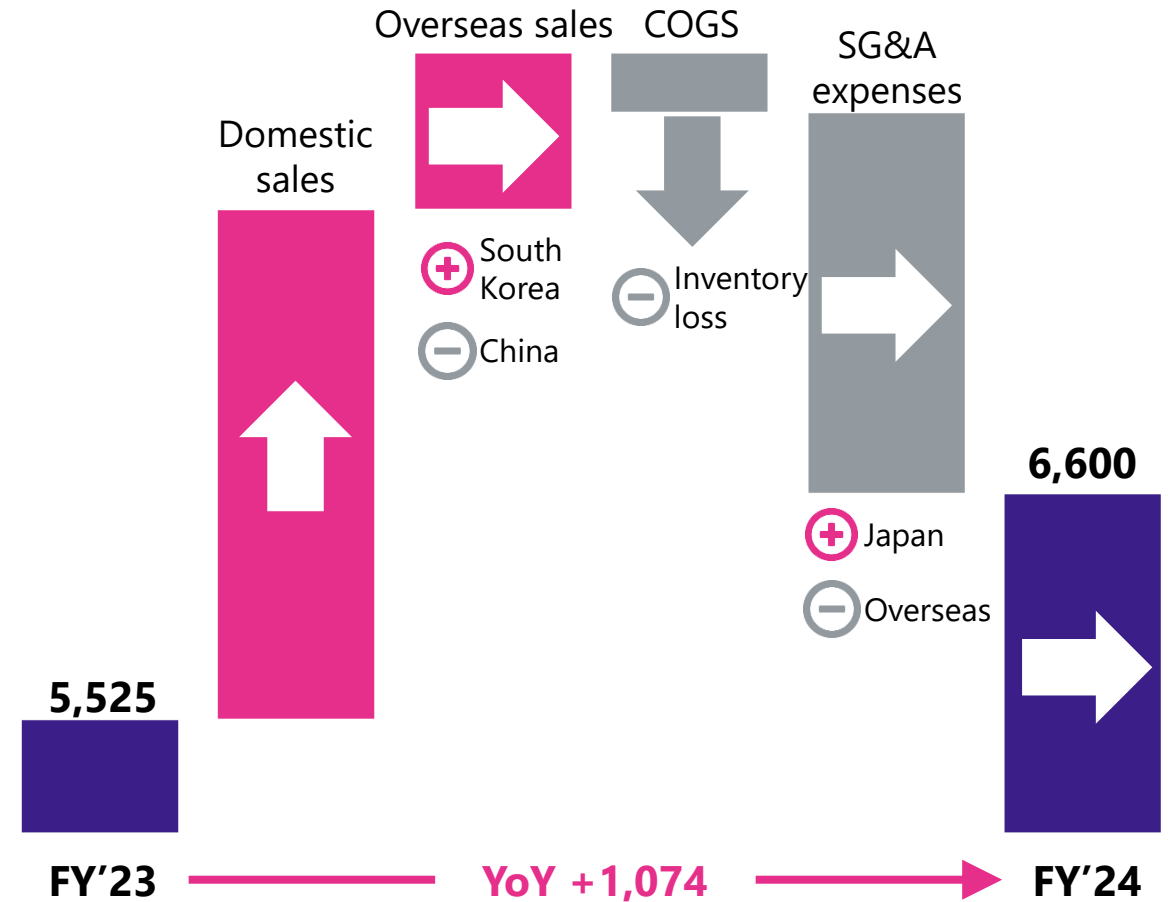 Overseas sales
COGS
SG&A
expenses
Domestic
sales
South
Korea
China
Inventory
loss
6,600
Japan
Overseas
5,525
FY’23
YoY +1,074
FY’24